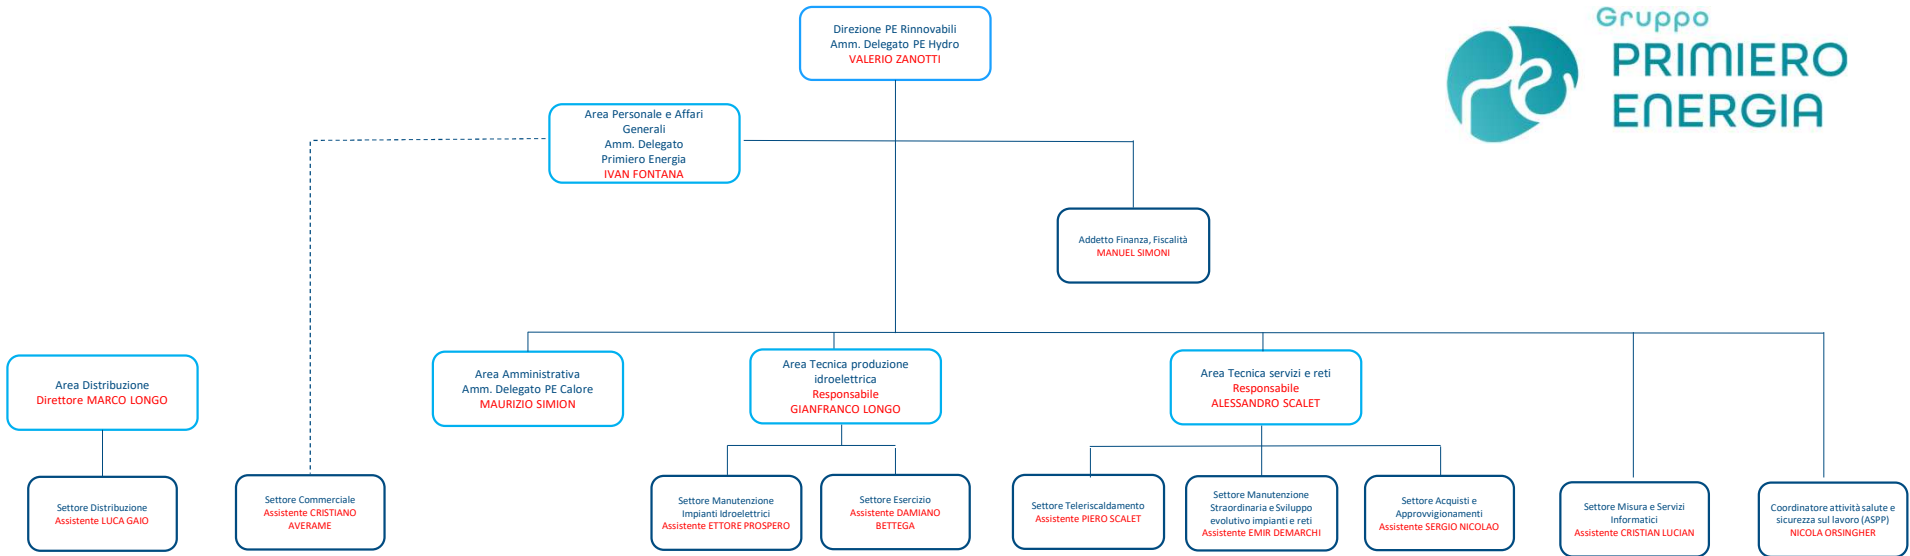 Direzione PE Rinnovabili
Amm. Delegato PE Hydro
VALERIO ZANOTTI
Gruppo
PRIMIERO
ENERGIA
Area Personale e Affari
Generali
Amm. Delegato
Primiero Energia
IVAN FONTANA
Addetto Finanza, Fiscalità
MANUEL SIMONI
Area Distribuzione
Direttore MARCO LONGO
Area Amministrativa
Amm. Delegato PE Calore
MAURIZIO SIMION
Area Tecnica produzione
idroelettrica
Responsabile
GIANFRANCO LONGO
Area Tecnica servizi e reti
Responsabile
ALESSANDRO SCALET
Settore Distribuzione
Assistente LUCA GAIO
Settore Commerciale
Assistente CRISTIANO
AVERAME
Settore Manutenzione
Impianti Idroelettrici
Assistente ETTORE PROSPERO
Settore Esercizio
Assistente DAMIANO
BETTEGA
Settore Teleriscaldamento
Assistente PIERO SCALET
Settore Manutenzione
Straordinaria e Sviluppo
evolutivo impianti e reti
Assistente EMIR DEMARCHI
Settore Acquisti e
Approvvigionamenti
Assistente SERGIO NICOLAO
Settore Misura e Servizi
Informatici
Assistente CRISTIAN LUCIAN
Coordinatore attività salute e
sicurezza sul lavoro (ASPP)
NICOLA ORSINGHER